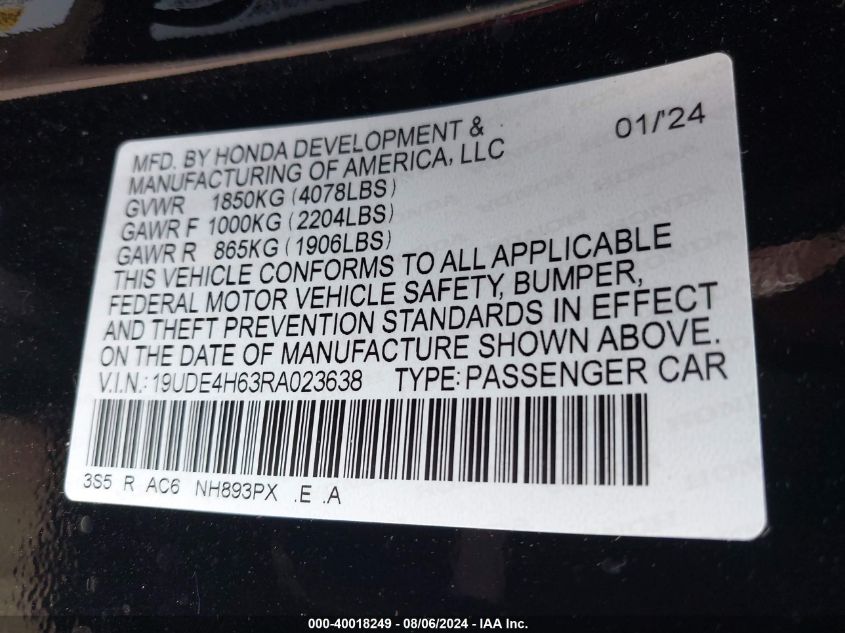 MFD. BY HONDA DEVELOPMENT & 01/'24
MANUFACTURING OF AMERICA, LLC
GVWR 1850KG (4078LBS)
GAWR F 1000KG (2204LBS)
GAWR R 865KG (1906LBS)
THIS VEHICLE CONFORMS TO ALL APPLICABLE
FEDERAL MOTOR VEHICLE SAFETY, BUMPER,
AND THEFT PREVENTION STANDARDS IN EFFECT
ON THE DATE OF MANUFACTURE SHOWN ABOVE.
V.I.N.: 19UDE4H63RA023638 TYPE: PASSENGER CAR
3S5 R AC6 NH893PX .E .A
000-40018249 - 08/06/2024 - IAA Inc.